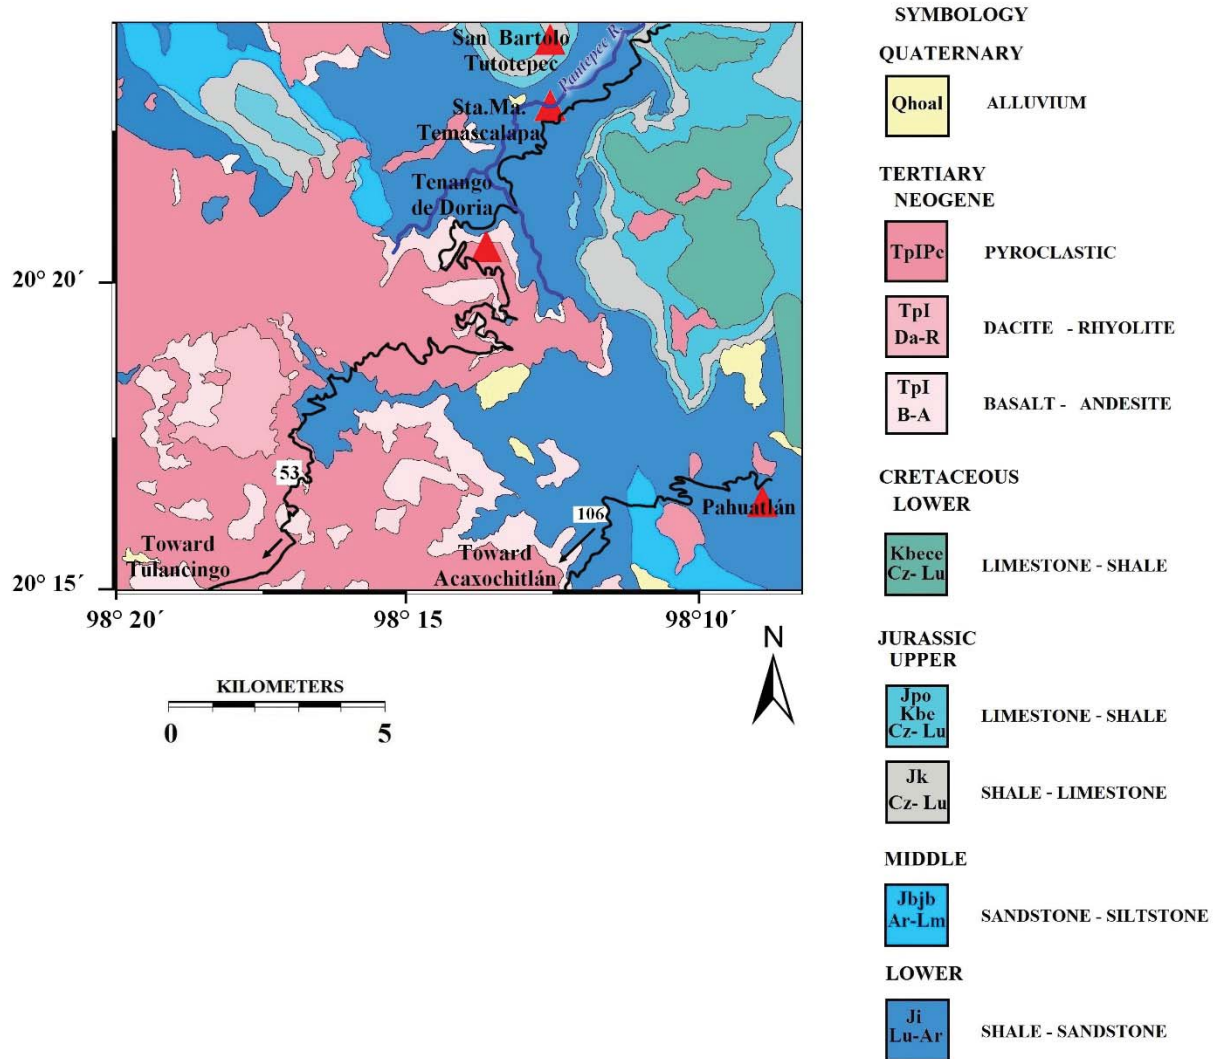 San Bartolo
Tutotepec
Pantepec R.
Sta.Ma.
Temascalapa
Tenango
de Doria
20° 20´
53
106
Pahuatlán
Toward
Tulancingo
Toward
Acaxochitlán
20° 15´
98° 20´
98° 15´
98° 10´
N
KILOMETERS
0
5
SYMBOLOGY
QUATERNARY
Qhoal
ALLUVIUM
TERTIARY
NEOGENE
TpIPc
PYROCLASTIC
TpI
Da-R
DACITE - RHYOLITE
TpI
B-A
BASALT - ANDESITE
CRETACEOUS
LOWER
Kbece
Cz- Lu
LIMESTONE - SHALE
JURASSIC
UPPER
Jpo
Kbe
Cz- Lu
LIMESTONE - SHALE
Jk
Cz- Lu
SHALE - LIMESTONE
MIDDLE
Jbjb
Ar-Lm
SANDSTONE - SILTSTONE
LOWER
Ji
Lu-Ar
SHALE - SANDSTONE